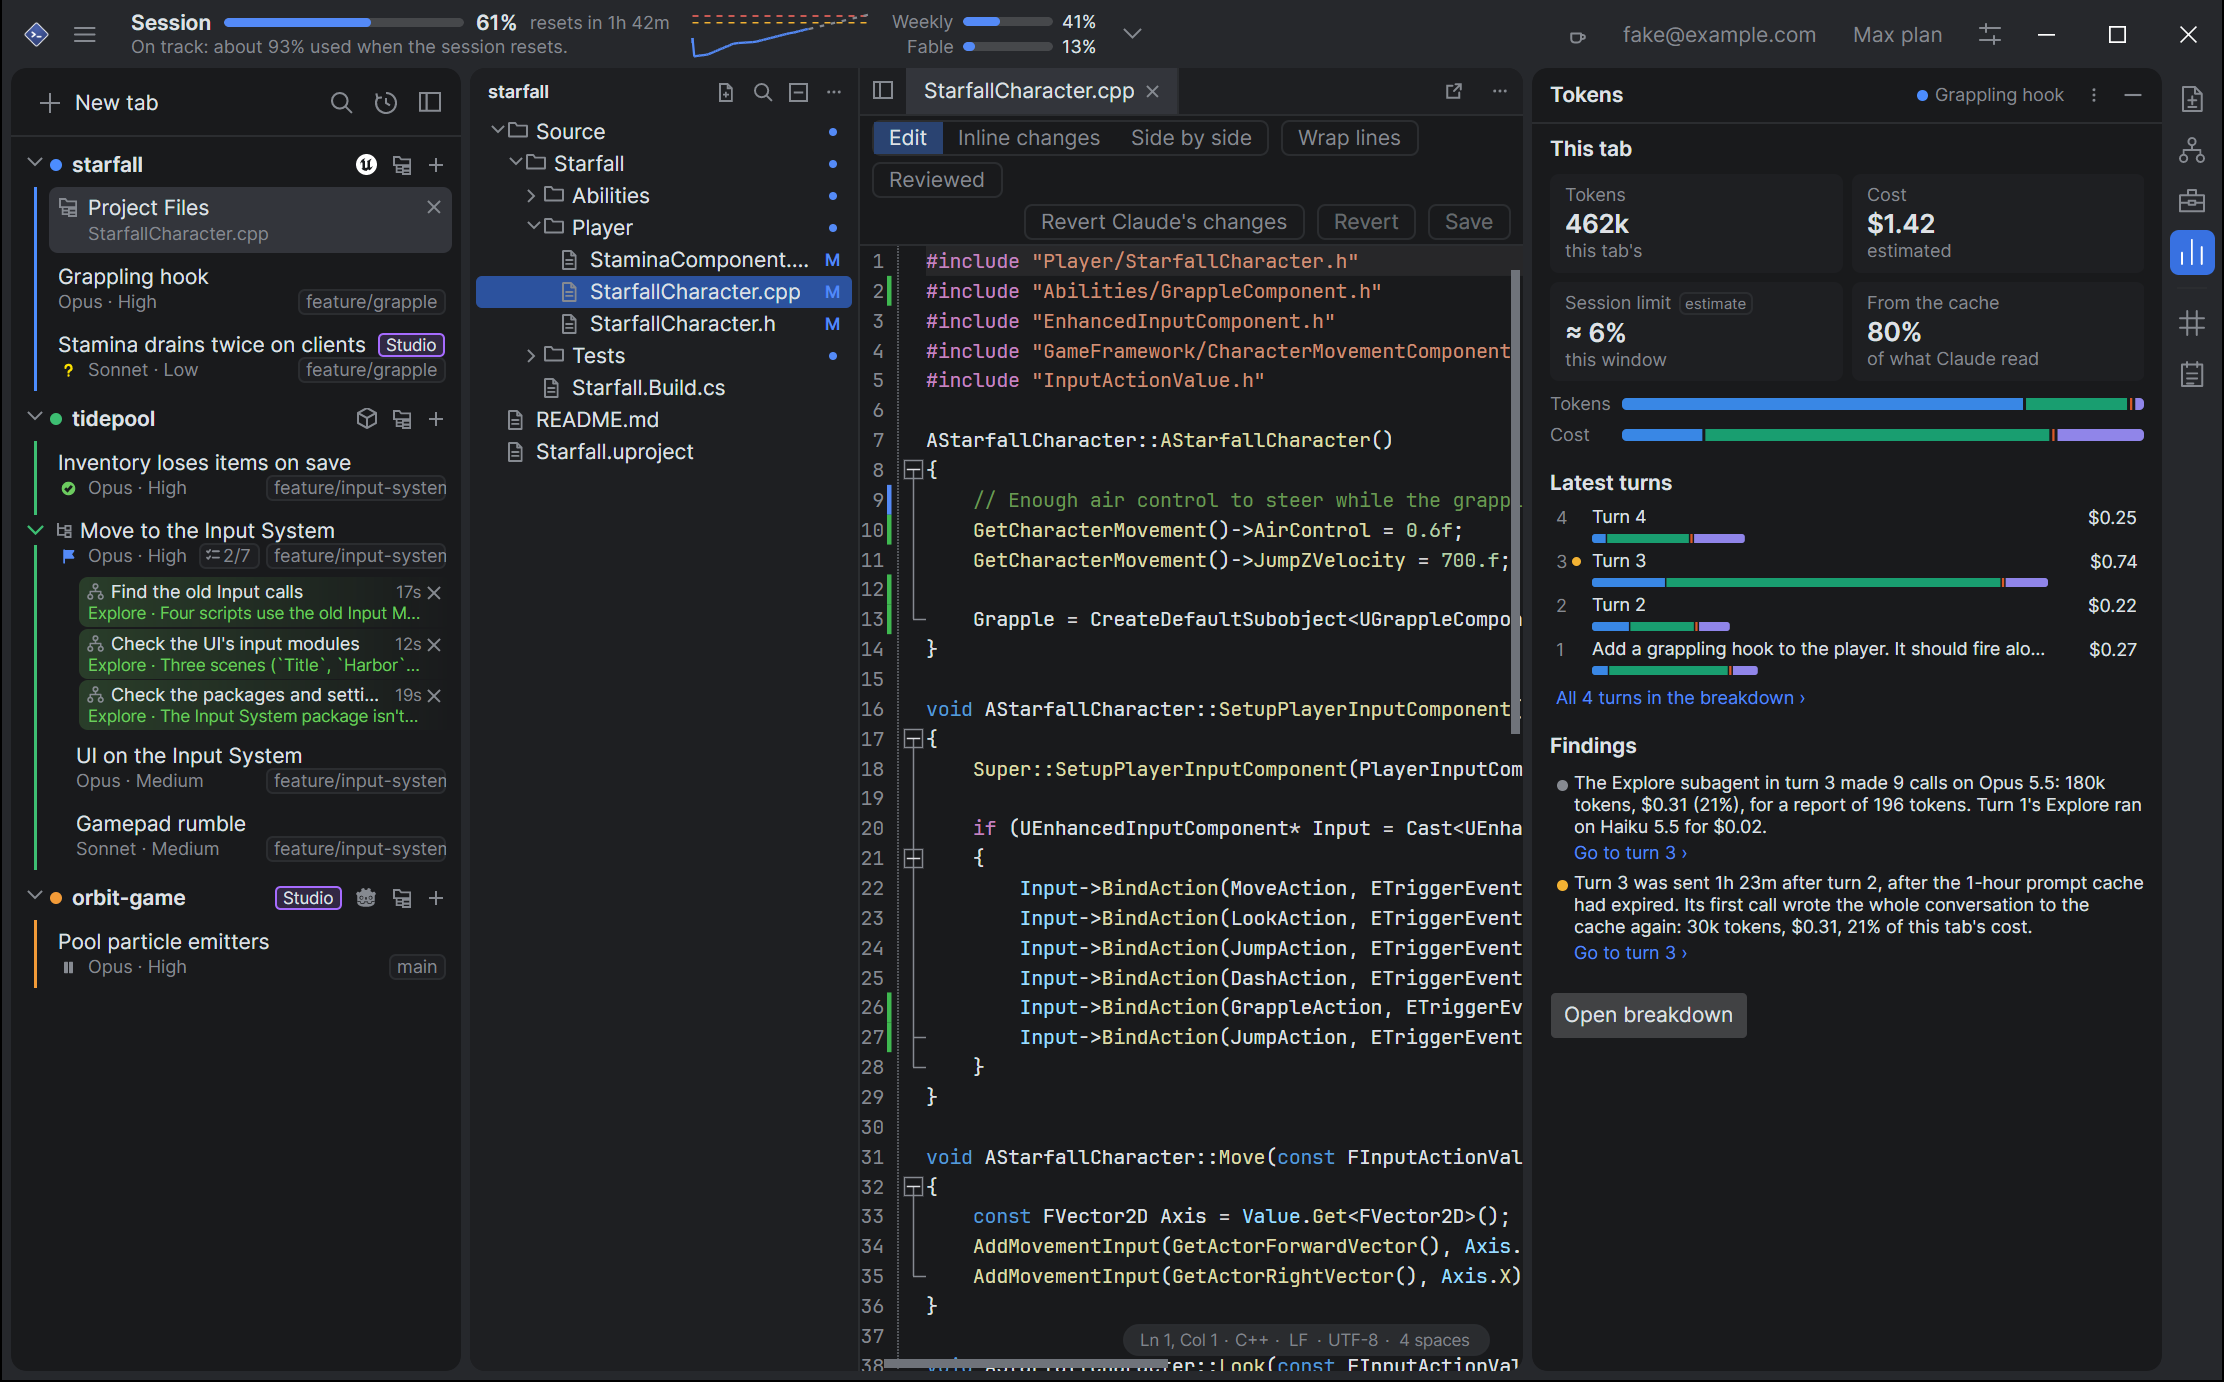 Session 61% resets in 1h 42m
On track: about 93% used when the session resets.
Weekly 41%
Fable 13%
fake@example.com Max plan
New tab
starfall
Project Files
StarfallCharacter.cpp
Grappling hook
Opus · High feature/grapple
Stamina drains twice on clients Studio
? Sonnet · Low feature/grapple
tidepool
Inventory loses items on save
Opus · High feature/input-system
Move to the Input System
Opus · High 2/7 feature/input-system
Find the old Input calls 17s
Explore · Four scripts use the old Input M...
Check the UI's input modules 12s
Explore · Three scenes (`Title`, `Harbor`...
Check the packages and setti... 19s
Explore · The Input System package isn't...
UI on the Input System
Opus · Medium feature/input-system
Gamepad rumble
Sonnet · Medium feature/input-system
orbit-game Studio
Pool particle emitters
Opus · High main
starfall
Source
Starfall
Abilities
Player
StaminaComponent.... M
StarfallCharacter.cpp M
StarfallCharacter.h M
Tests
Starfall.Build.cs
README.md
Starfall.uproject
StarfallCharacter.cpp
Edit Inline changes Side by side Wrap lines
Reviewed
Revert Claude's changes Revert Save
1 #include "Player/StarfallCharacter.h"
2 #include "Abilities/GrappleComponent.h"
3 #include "EnhancedInputComponent.h"
4 #include "GameFramework/CharacterMovementComponent
5 #include "InputActionValue.h"
6
7 AStarfallCharacter::AStarfallCharacter()
8 {
9 // Enough air control to steer while the grapp
10 GetCharacterMovement()->AirControl = 0.6f;
11 GetCharacterMovement()->JumpZVelocity = 700.f;
12
13 Grapple = CreateDefaultSubobject<UGrappleCompon
14 }
15
16 void AStarfallCharacter::SetupPlayerInputComponent(
17 {
18 Super::SetupPlayerInputComponent(PlayerInputCom
19
20 if (UEnhancedInputComponent* Input = Cast<UEnha
21 {
22 Input->BindAction(MoveAction, ETriggerEvent
23 Input->BindAction(LookAction, ETriggerEvent
24 Input->BindAction(JumpAction, ETriggerEvent
25 Input->BindAction(DashAction, ETriggerEvent
26 Input->BindAction(GrappleAction, ETriggerEv
27 Input->BindAction(JumpAction, ETriggerEvent
28 }
29 }
30
31 void AStarfallCharacter::Move(const FInputActionVal
32 {
33 const FVector2D Axis = Value.Get<FVector2D>();
34 AddMovementInput(GetActorForwardVector(), Axis.
35 AddMovementInput(GetActorRightVector(), Axis.X)
36 }
37
38 void AStarfallCharacter::Look(const FInputActionVal
Ln 1, Col 1 · C++ · LF · UTF-8 · 4 spaces
Tokens Grappling hook
This tab
Tokens
462k
this tab's
Cost
$1.42
estimated
Session limit estimate
≈ 6%
this window
From the cache
80%
of what Claude read
Tokens
Cost
Latest turns
4 Turn 4 $0.25
3 Turn 3 $0.74
2 Turn 2 $0.22
1 Add a grappling hook to the player. It should fire alo... $0.27
All 4 turns in the breakdown ›
Findings
The Explore subagent in turn 3 made 9 calls on Opus 5.5: 180k
tokens, $0.31 (21%), for a report of 196 tokens. Turn 1's Explore ran
on Haiku 5.5 for $0.02.
Go to turn 3 ›
Turn 3 was sent 1h 23m after turn 2, after the 1-hour prompt cache
had expired. Its first call wrote the whole conversation to the
cache again: 30k tokens, $0.31, 21% of this tab's cost.
Go to turn 3 ›
Open breakdown